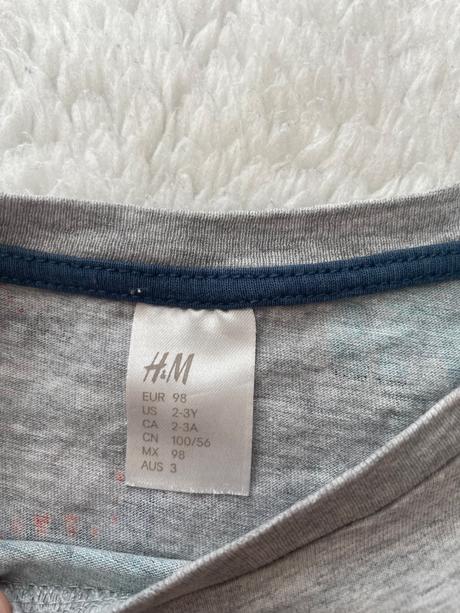 H&M
EUR 98
US 2-3Y
CA 2-3A
CN 100/56
MX 98
AUS 3